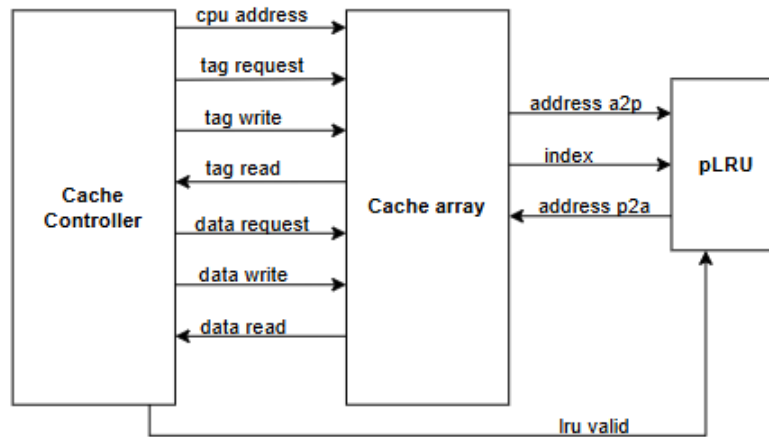 cpu address
tag request
tag write
tag read
data request
data write
data read
Cache
Controller
Cache array
address a2p
index
address p2a
pLRU
lru valid